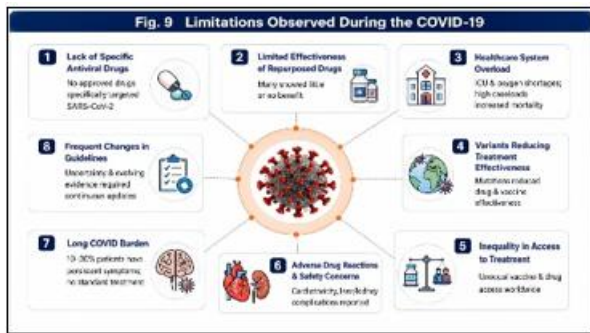 Fig. 9 Limitations Observed During the COVID-19
1
Lack of Specific
Antiviral Drugs
No approved drugs
specifically targeted
SARS-CoV-2
2
Limited Effectiveness
of Repurposed Drugs
Many showed little
or no benefit
3
Healthcare System
Overload
ICU & oxygen shortages;
high caseloads
increased mortality
8
Frequent Changes in
Guidelines
Uncertainty & evolving
evidence required
continuous updates
4
Variants Reducing
Treatment
Effectiveness
Mutations reduced
drug & vaccine
effectiveness
7
Long COVID Burden
patients have
persistent symptoms;
no standard treatment
6
Adverse Drug Reactions
& Safety Concerns
Cardiotoxicity, liver/kidney
complications reported
5
Inequality in Access
to Treatment
vaccine & drug
access worldwide